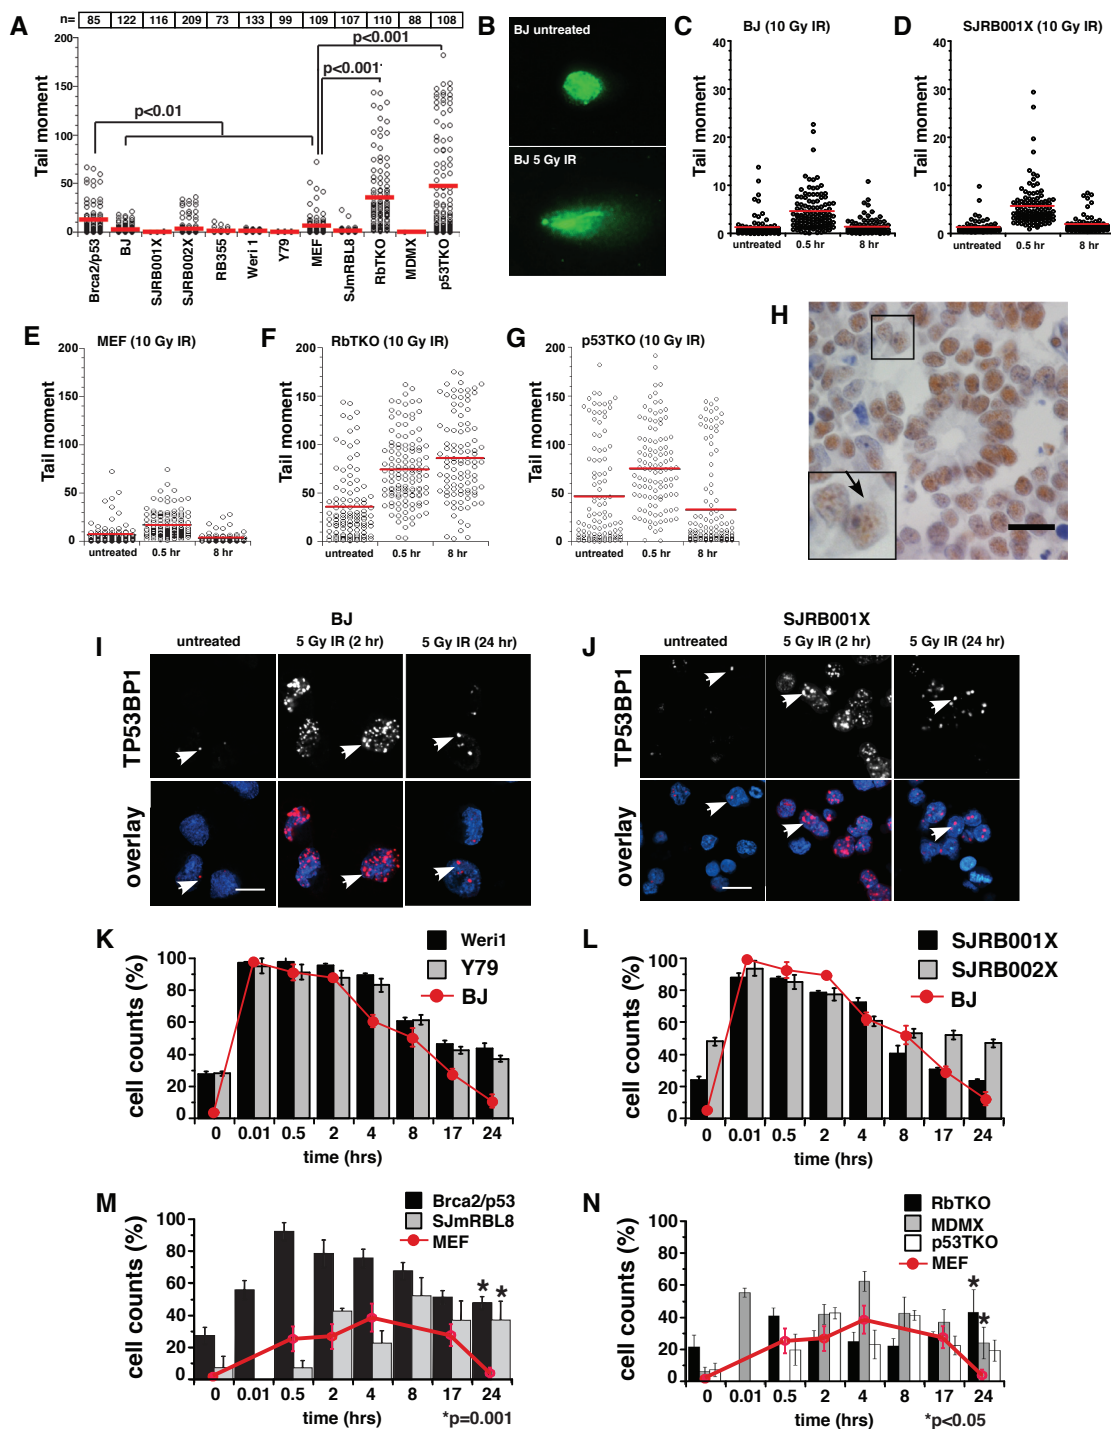 A
n= 85 122 116 209 73 133 99 109 107 110 88 108
p<0.001
p<0.001
p<0.01
Tail moment
200
150
100
50
0
Brca2/p53 BJ SJRB001X SJRB002X RB355 Weri 1 Y79 MEF SJmRBL8 RbTKO MDMX p53TKO
B
BJ untreated
BJ 5 Gy IR
C
BJ (10 Gy IR)
Tail moment
40
30
20
10
0
untreated 0.5 hr 8 hr
D
SJRB001X (10 Gy IR)
Tail moment
40
30
20
10
0
untreated 0.5 hr 8 hr
E
MEF (10 Gy IR)
Tail moment
200
150
100
50
0
untreated 0.5 hr 8 hr
F
RbTKO (10 Gy IR)
Tail moment
200
150
100
50
0
untreated 0.5 hr 8 hr
G
p53TKO (10 Gy IR)
Tail moment
200
150
100
50
0
untreated 0.5 hr 8 hr
H
I
BJ
untreated 5 Gy IR (2 hr) 5 Gy IR (24 hr)
TP53BP1
overlay
J
SJRB001X
untreated 5 Gy IR (2 hr) 5 Gy IR (24 hr)
TP53BP1
overlay
K
Weri1
Y79
BJ
cell counts (%)
100
80
60
40
20
0
0 0.01 0.5 2 4 8 17 24
time (hrs)
L
SJRB001X
SJRB002X
BJ
cell counts (%)
100
80
60
40
20
0
0 0.01 0.5 2 4 8 17 24
time (hrs)
M
Brca2/p53
SJmRBL8
MEF
cell counts (%)
100
80
60
40
20
0
* *
0 0.01 0.5 2 4 8 17 24
time (hrs)
*p=0.001
N
RbTKO
MDMX
p53TKO
MEF
cell counts (%)
100
80
60
40
20
0
* *
0 0.01 0.5 2 4 8 17 24
time (hrs)
*p<0.05